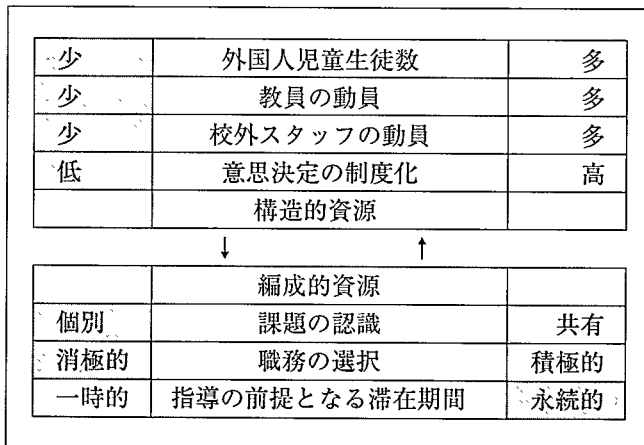 少 外国人児童生徒数 多
少 教員の動員 多
少 校外スタッフの動員 多
低 意思決定の制度化 高
構造的資源
↓ ↑
編成的資源
個別 課題の認識 共有
消極的 職務の選択 積極的
一時的 指導の前提となる滞在期間 永続的